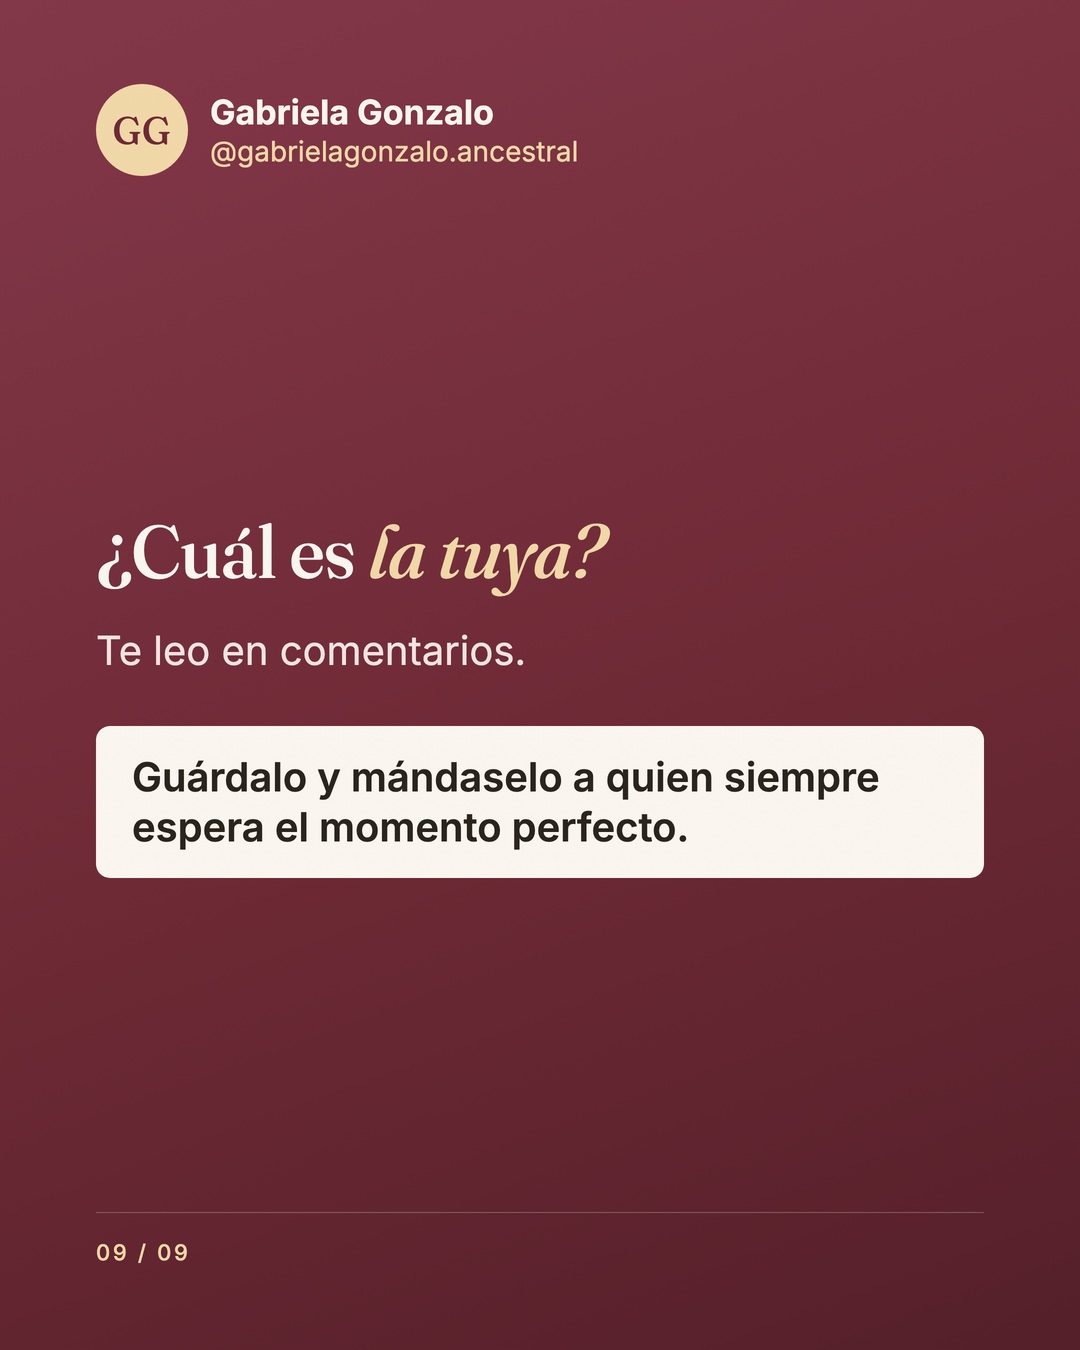 GG
Gabriela Gonzalo
@gabrielagonzalo.ancestral
¿Cuál es la tuya?
Te leo en comentarios.
Guárdalo y mándaselo a quien siempre
espera el momento perfecto.
09 / 09